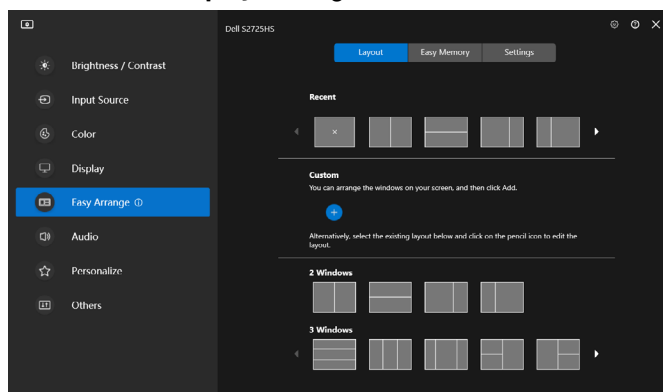 Dell S2725HS
Layout
Easy Memory
Settings
Brightness / Contrast
Input Source
Color
Display
Easy Arrange
Audio
Personalize
Others
Recent
Custom
You can arrange the windows on your screen, and then click Add.
Alternatively, select the existing layout below and click on the pencil icon to edit the
layout.
2 Windows
3 Windows